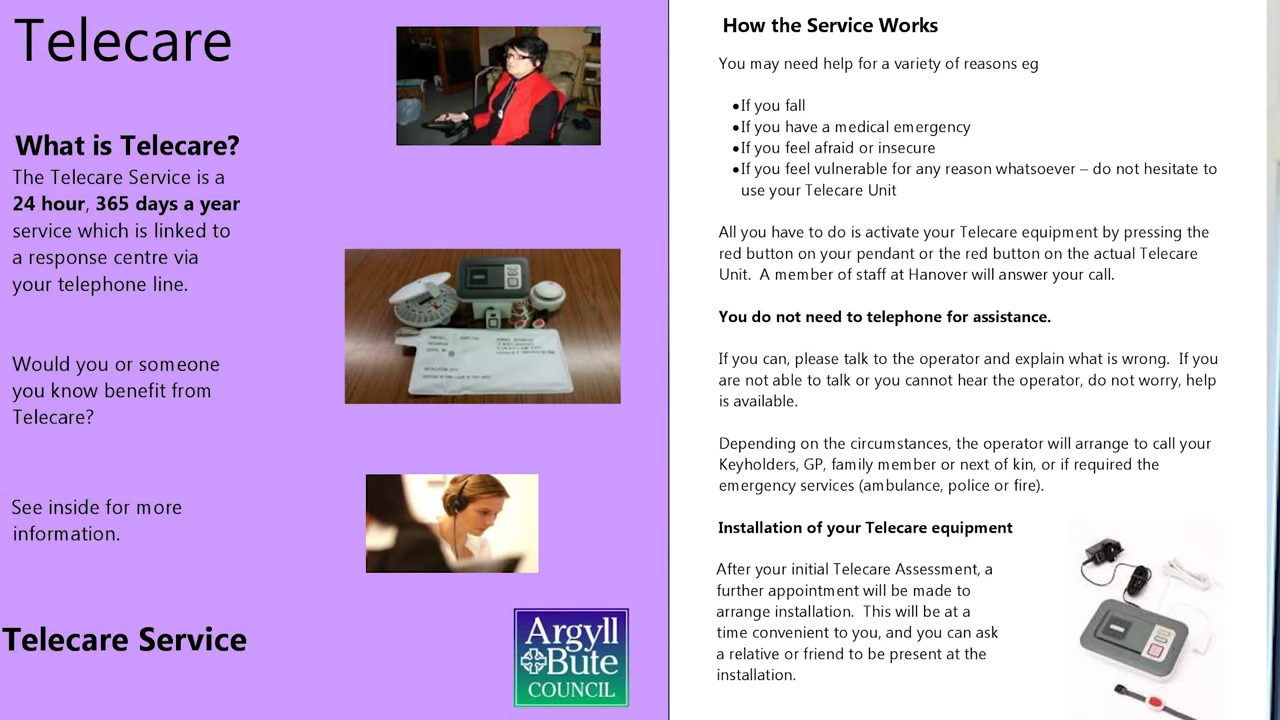 Telecare
What is Telecare?
The Telecare Service is a
24 hour, 365 days a year
service which is linked to
a response centre via
your telephone line.
Would you or someone
you know benefit from
Telecare?
See inside for more
information.
Telecare Service
Argyll
Bute
COUNCIL
How the Service Works
You may need help for a variety of reasons eg
•If you fall
•If you have a medical emergency
•If you feel afraid or insecure
•If you feel vulnerable for any reason whatsoever – do not hesitate to
use your Telecare Unit
All you have to do is activate your Telecare equipment by pressing the
red button on your pendant or the red button on the actual Telecare
Unit.  A member of staff at Hanover will answer your call.
You do not need to telephone for assistance.
If you can, please talk to the operator and explain what is wrong.  If you
are not able to talk or you cannot hear the operator, do not worry, help
is available.
Depending on the circumstances, the operator will arrange to call your
Keyholders, GP, family member or next of kin, or if required the
emergency services (ambulance, police or fire).
Installation of your Telecare equipment
After your initial Telecare Assessment, a
further appointment will be made to
arrange installation.  This will be at a
time convenient to you, and you can ask
a relative or friend to be present at the
installation.